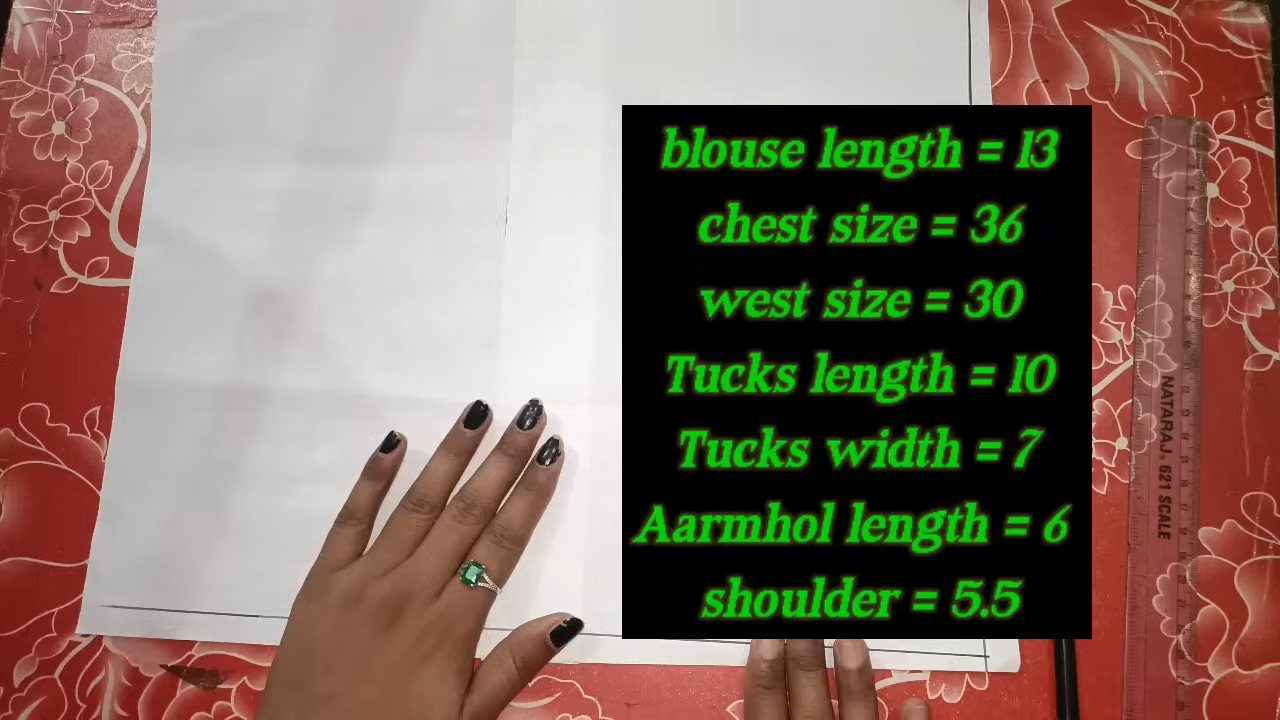 blouse length = 13
chest size = 36
west size = 30
Tucks length = 10
Tucks width = 7
Aarmhol length = 6
shoulder = 5.5
NATARAJ 621 SCALE